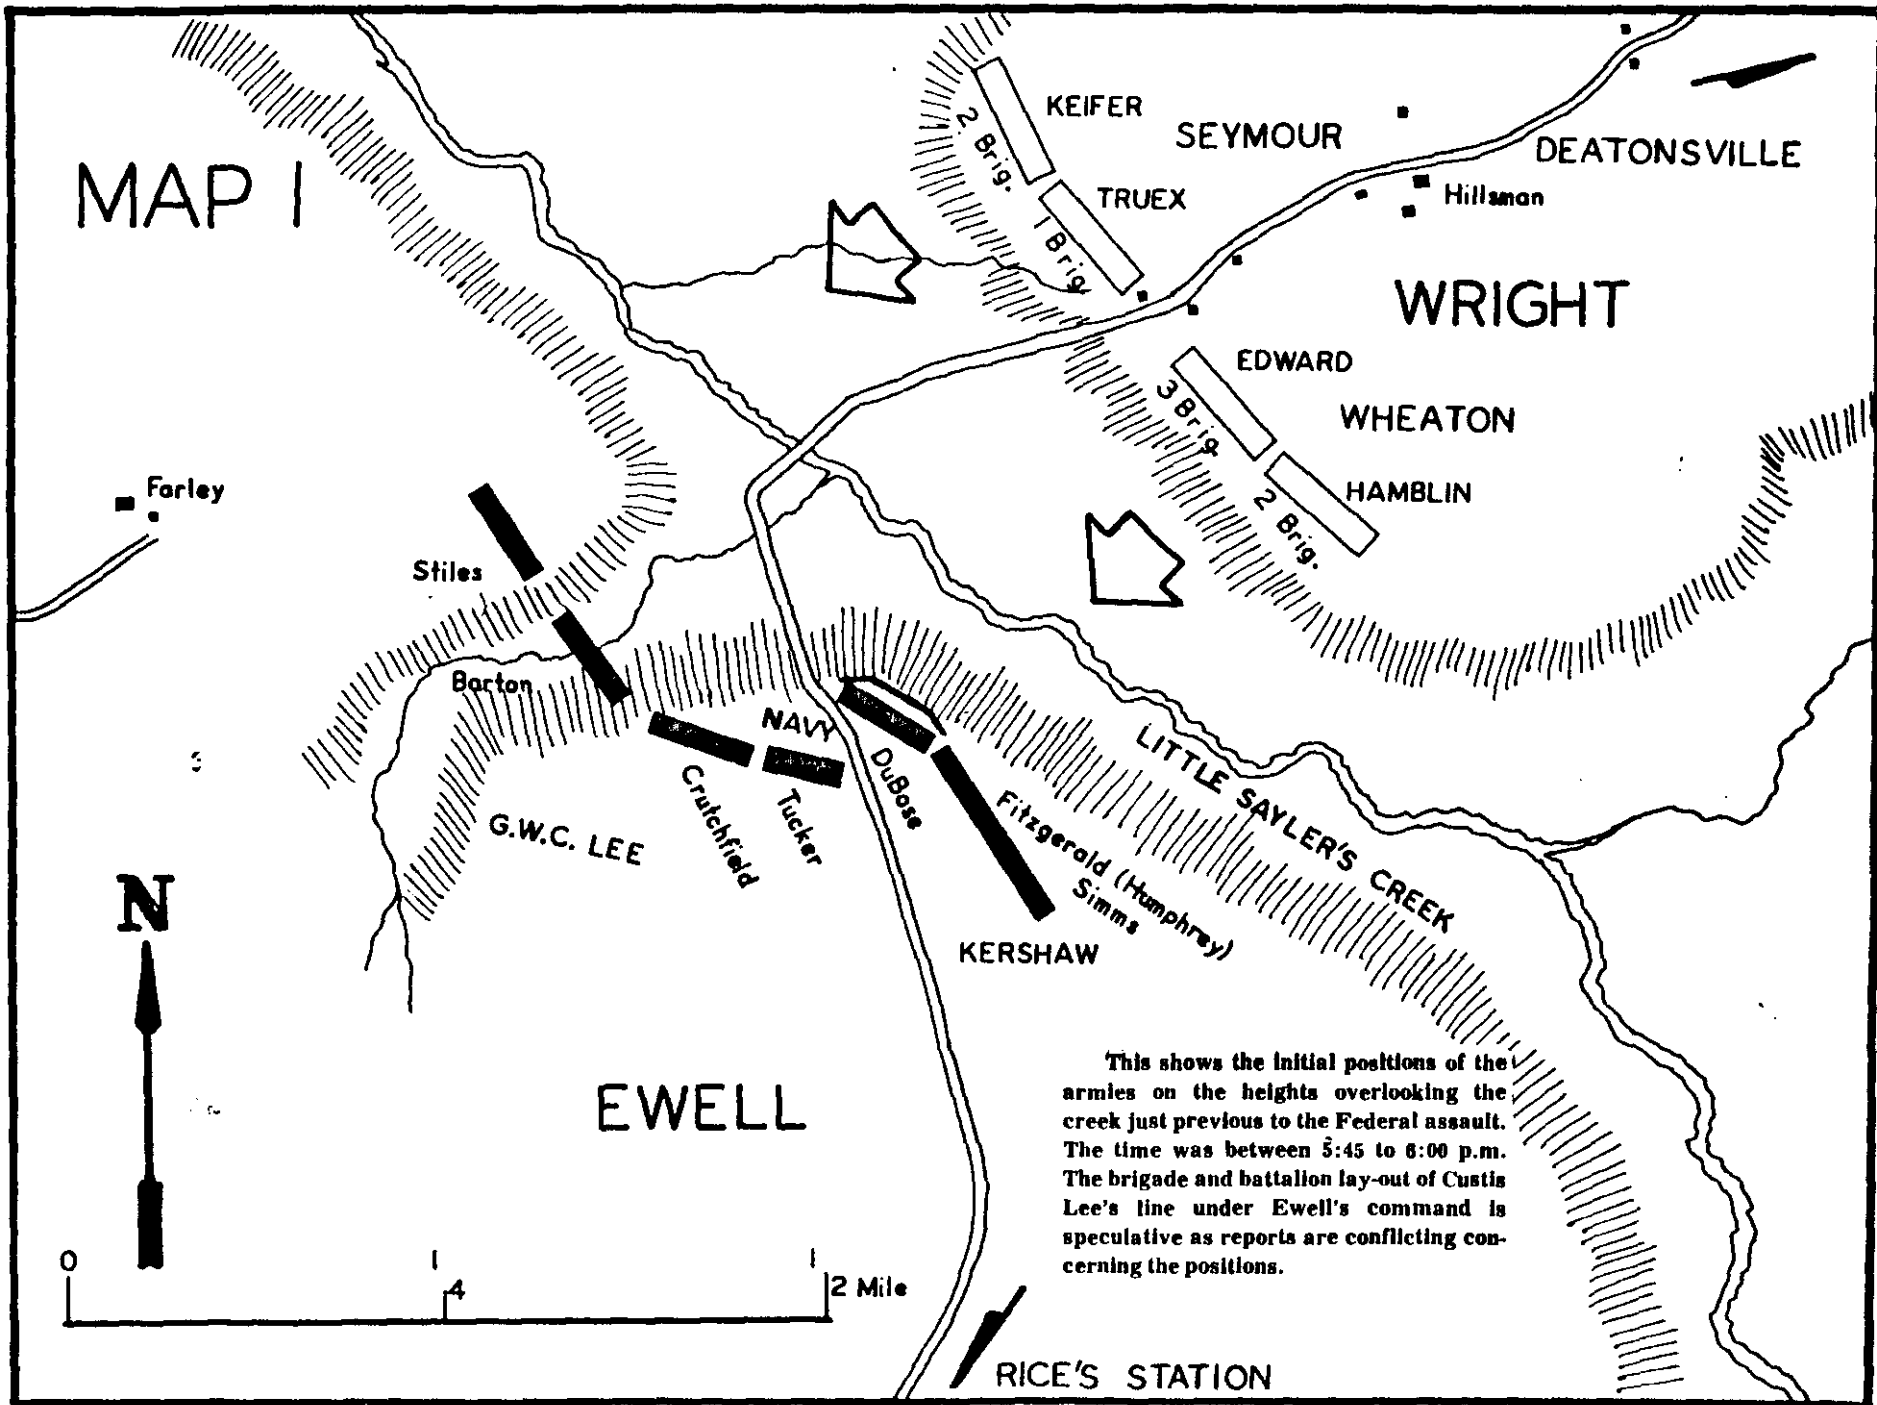 MAP 1
KEIFER
2 Brig.
SEYMOUR
TRUEX
1 Brig
DEATONSVILLE
Hillsman
WRIGHT
EDWARD
3 Brig.
WHEATON
HAMBLIN
2 Brig.
Farley
Stiles
Barton
NAVY
Crutchfield
Tucker
DuBose
Fitzgerald (Humphrey)
Simms
G.W.C. LEE
KERSHAW
LITTLE SAYLER'S CREEK
N
EWELL
This shows the initial positions of the
armies on the heights overlooking the
creek just previous to the Federal assault.
The time was between 5:45 to 6:00 p.m.
The brigade and battalion lay-out of Custis
Lee's line under Ewell's command is
speculative as reports are conflicting con-
cerning the positions.
0 1/4 1/2 Mile
RICE'S STATION